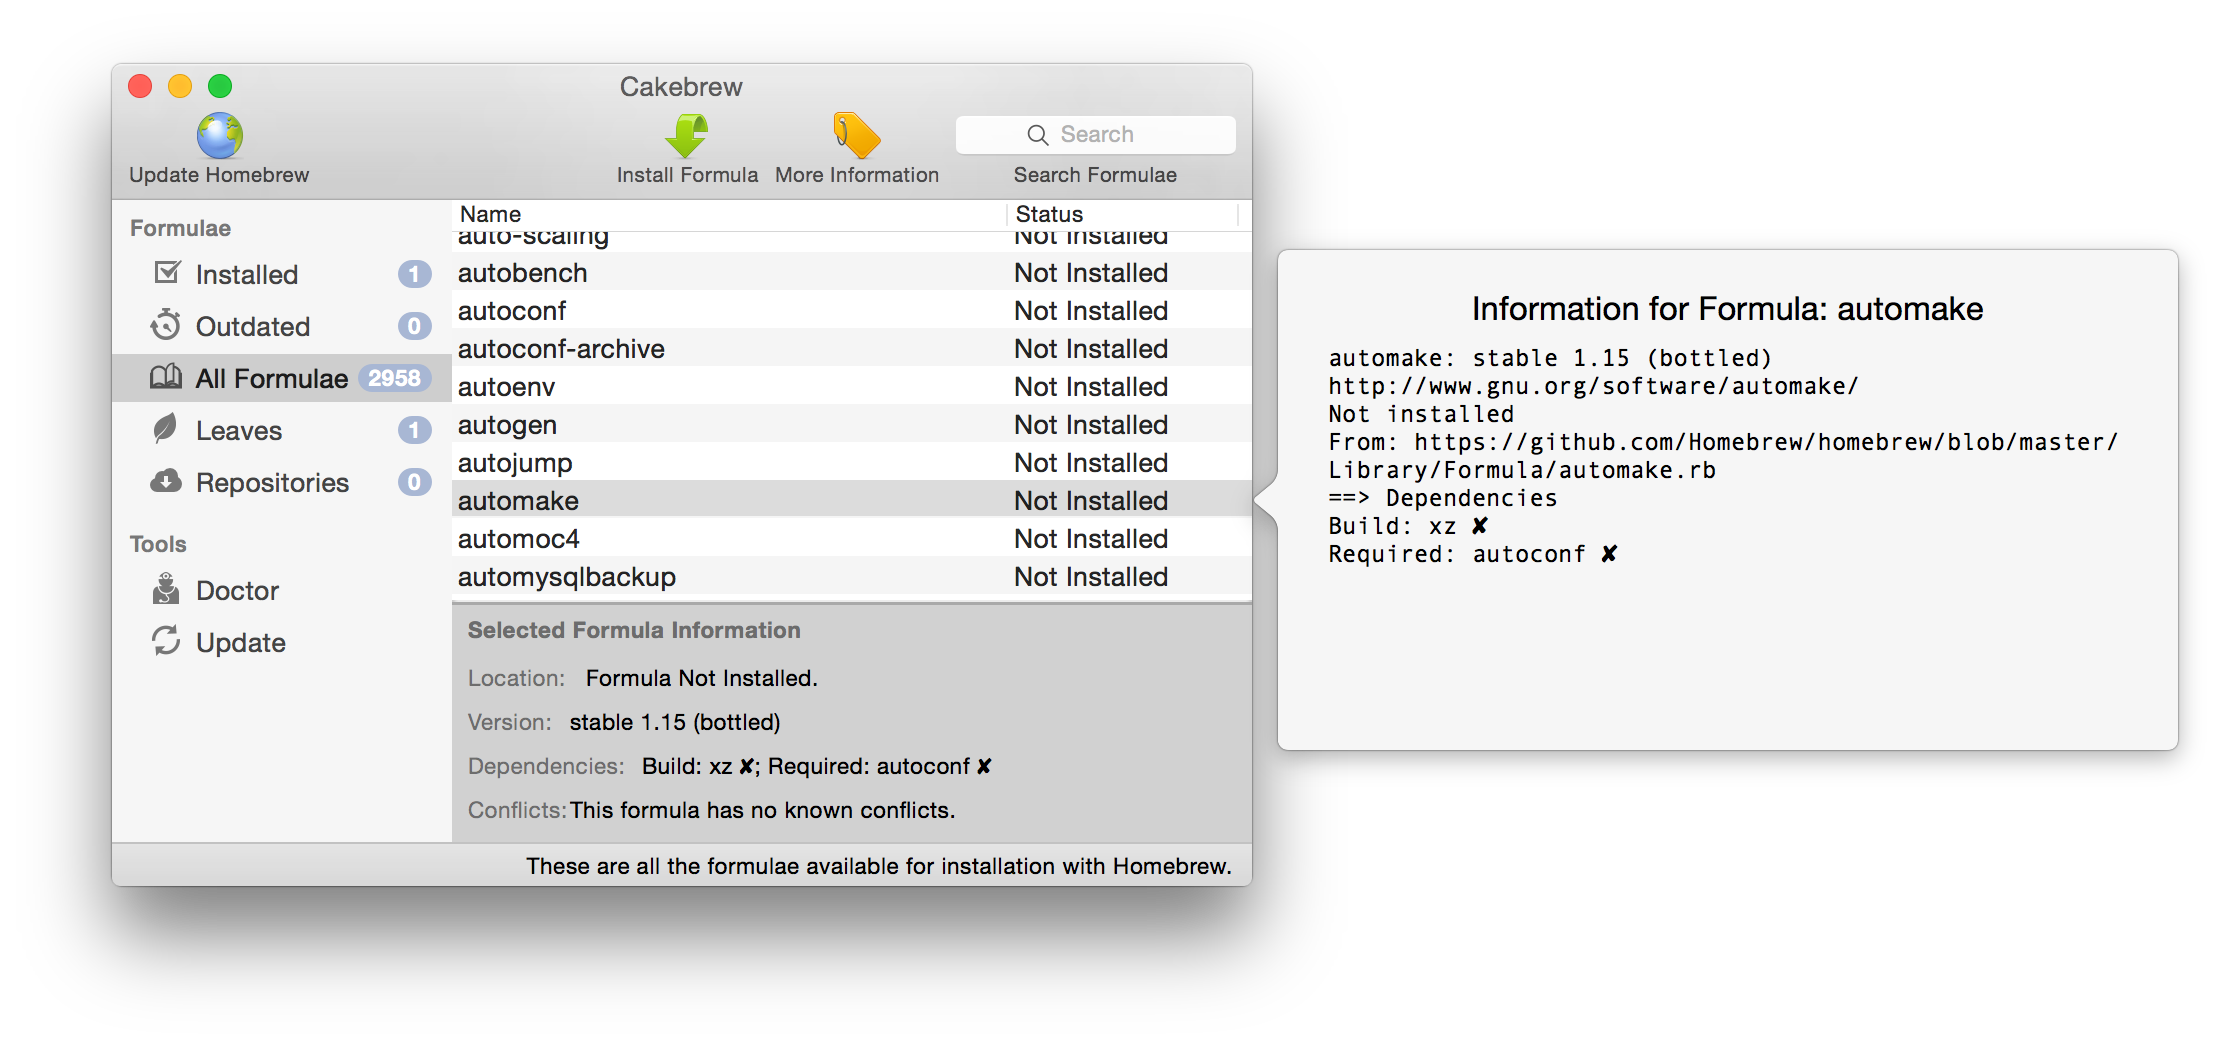 Cakebrew
Update Homebrew
Install Formula
More Information
Search
Search Formulae
Formulae
Installed 1
Outdated 0
All Formulae 2958
Leaves 1
Repositories 0
Tools
Doctor
Update
Name Status
auto-scaling Not Installed
autobench Not Installed
autoconf Not Installed
autoconf-archive Not Installed
autoenv Not Installed
autogen Not Installed
autojump Not Installed
automake Not Installed
automoc4 Not Installed
automysqlbackup Not Installed
Selected Formula Information
Location: Formula Not Installed.
Version: stable 1.15 (bottled)
Dependencies: Build: xz ✘; Required: autoconf ✘
Conflicts: This formula has no known conflicts.
These are all the formulae available for installation with Homebrew.
Information for Formula: automake
automake: stable 1.15 (bottled)
http://www.gnu.org/software/automake/
Not installed
From: https://github.com/Homebrew/homebrew/blob/master/
Library/Formula/automake.rb
==> Dependencies
Build: xz ✘
Required: autoconf ✘